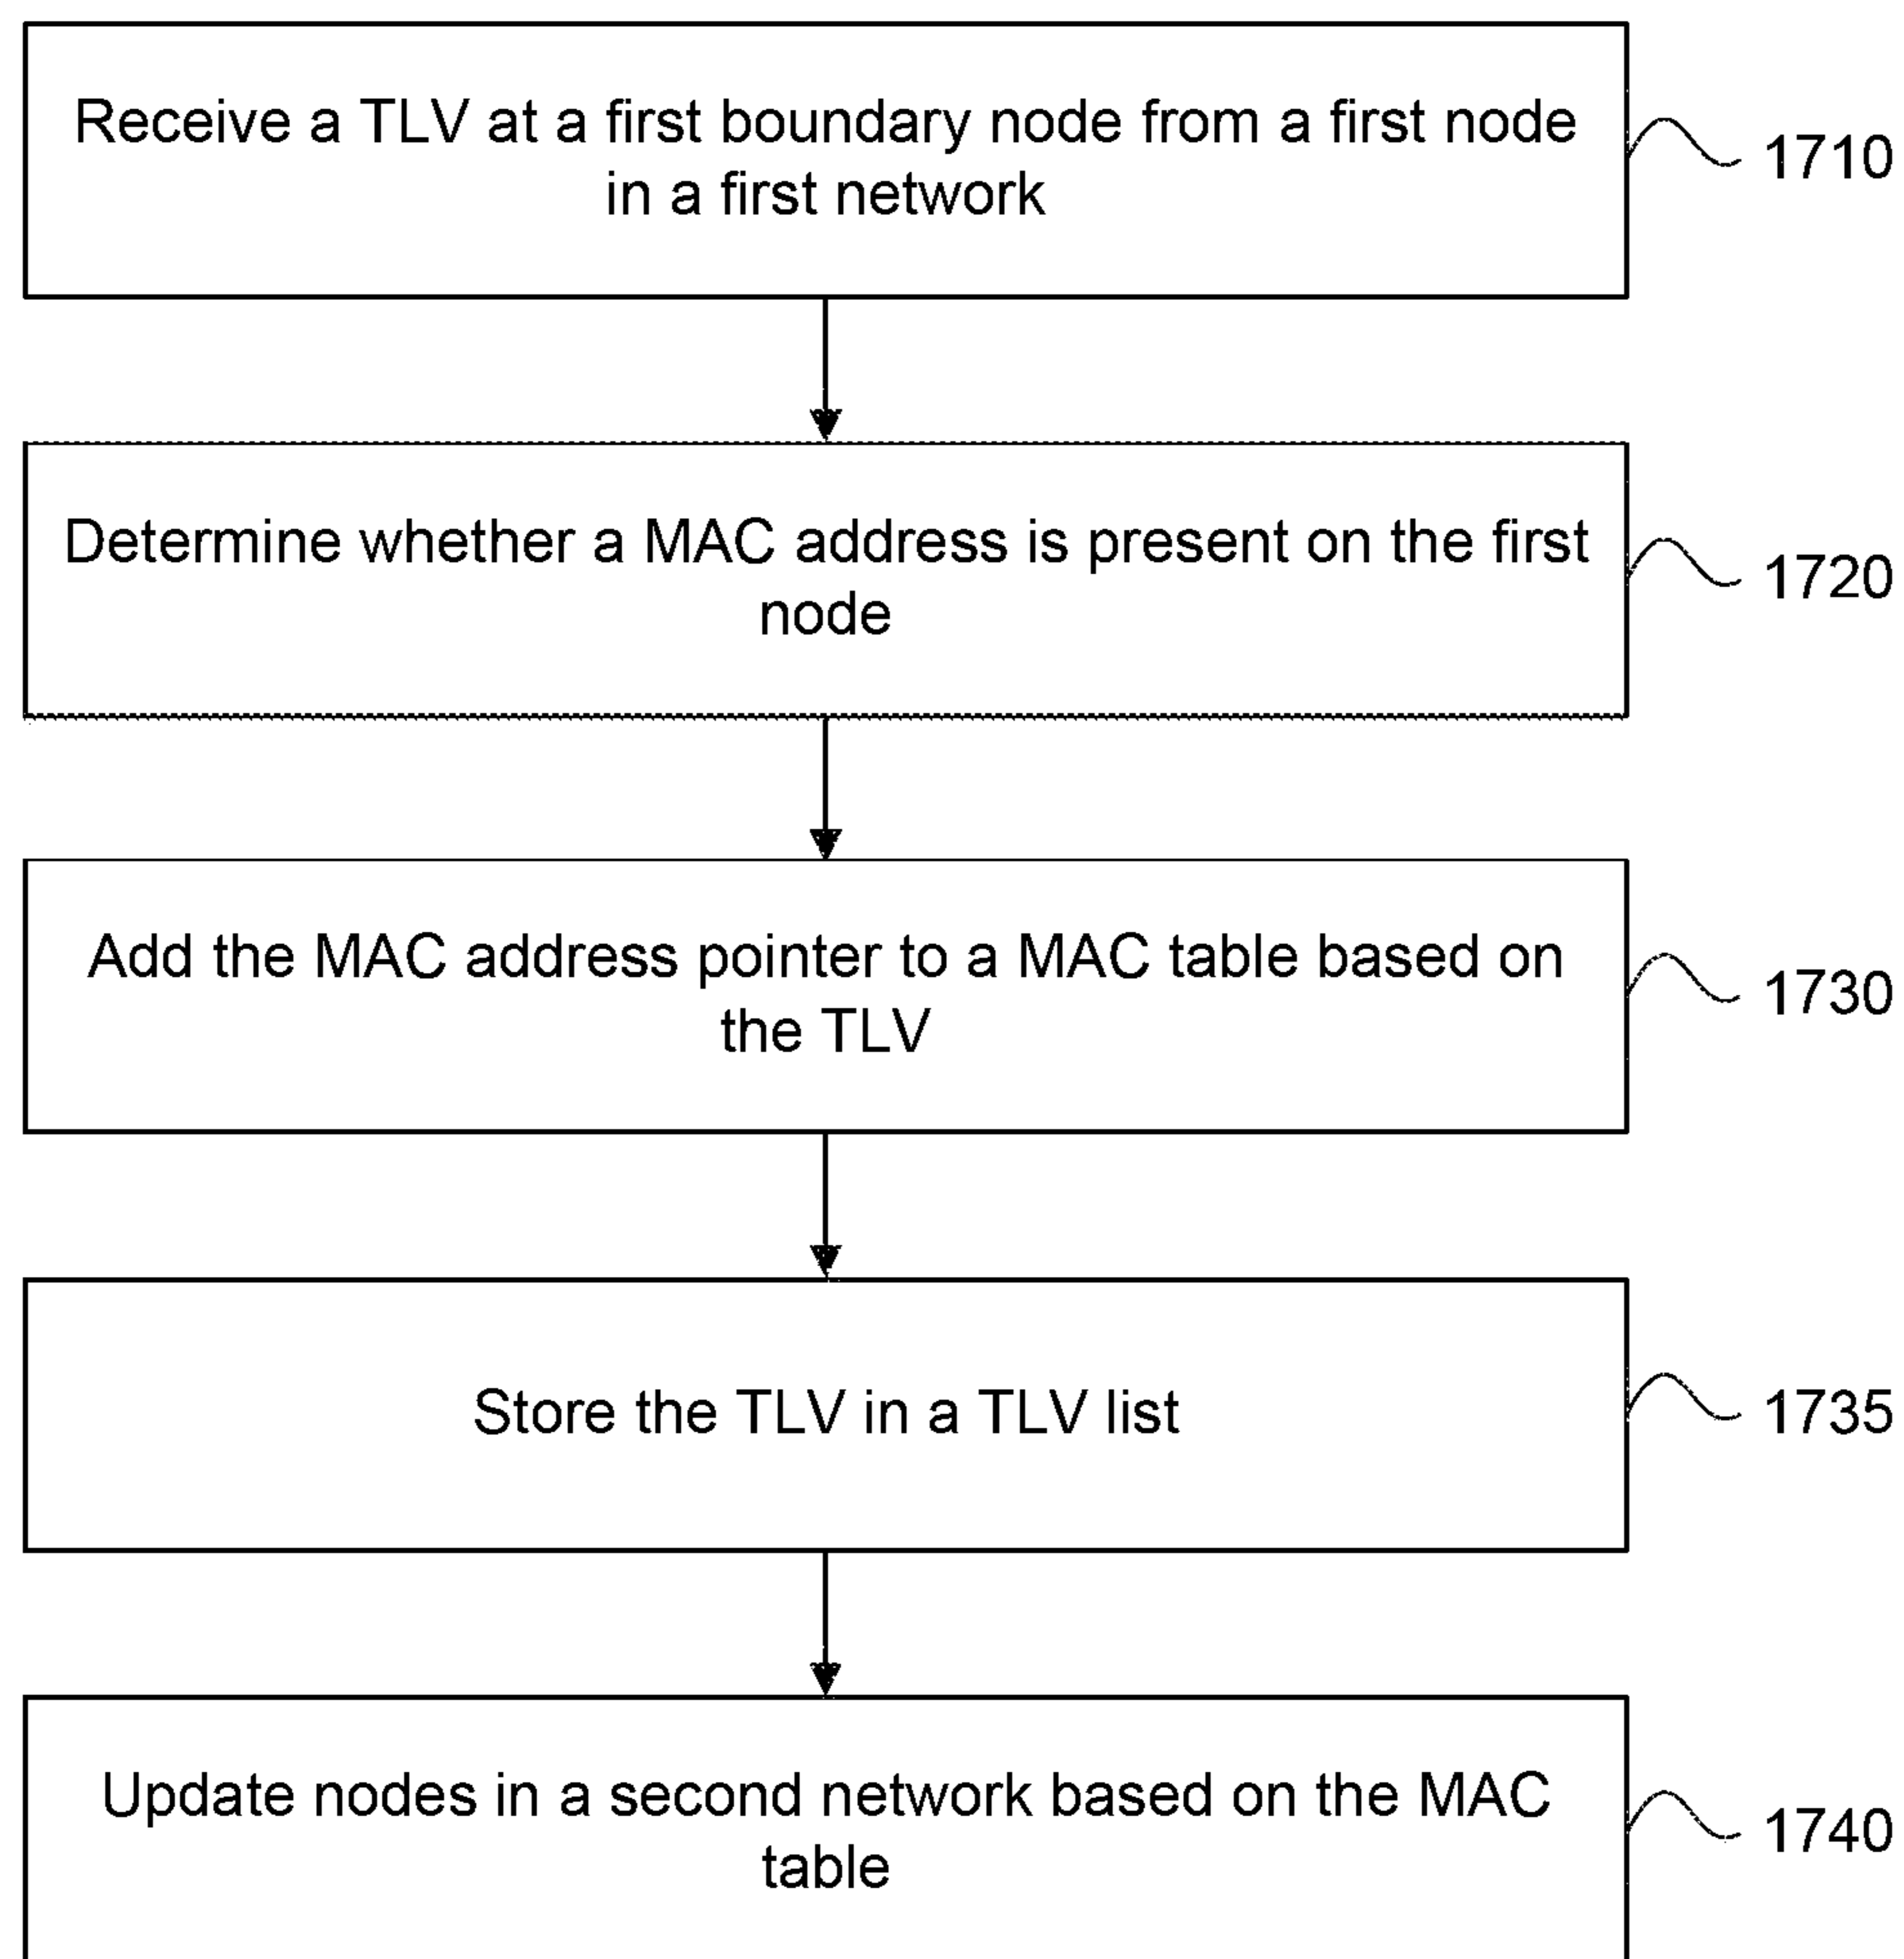 Receive a TLV at a first boundary node from a first node
in a first network
1710
Determine whether a MAC address is present on the first
node
1720
Add the MAC address pointer to a MAC table based on
the TLV
1730
Store the TLV in a TLV list
1735
Update nodes in a second network based on the MAC
table
1740